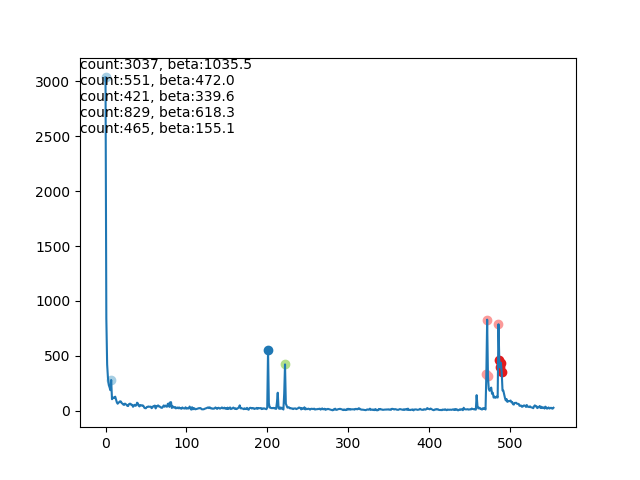 count:3037, beta:1035.5
count:551, beta:472.0
count:421, beta:339.6
count:829, beta:618.3
count:465, beta:155.1
3000
2500
2000
1500
1000
500
0
0 100 200 300 400 500